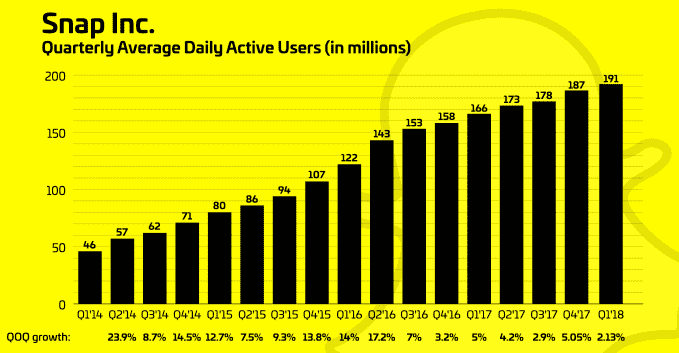 Snap Inc.
Quarterly Average Daily Active Users (in millions)
200
150
100
50
0
46 57 62 71 80 86 94 107 122 143 153 158 166 173 178 187 191
Q1'14 Q2'14 Q3'14 Q4'14 Q1'15 Q2'15 Q3'15 Q4'15 Q1'16 Q2'16 Q3'16 Q4'16 Q1'17 Q2'17 Q3'17 Q4'17 Q1'18
QOQ growth: 23.9% 8.7% 14.5% 12.7% 7.5% 9.3% 13.8% 14% 17.2% 7% 3.2% 5% 4.2% 2.9% 5.05% 2.13%